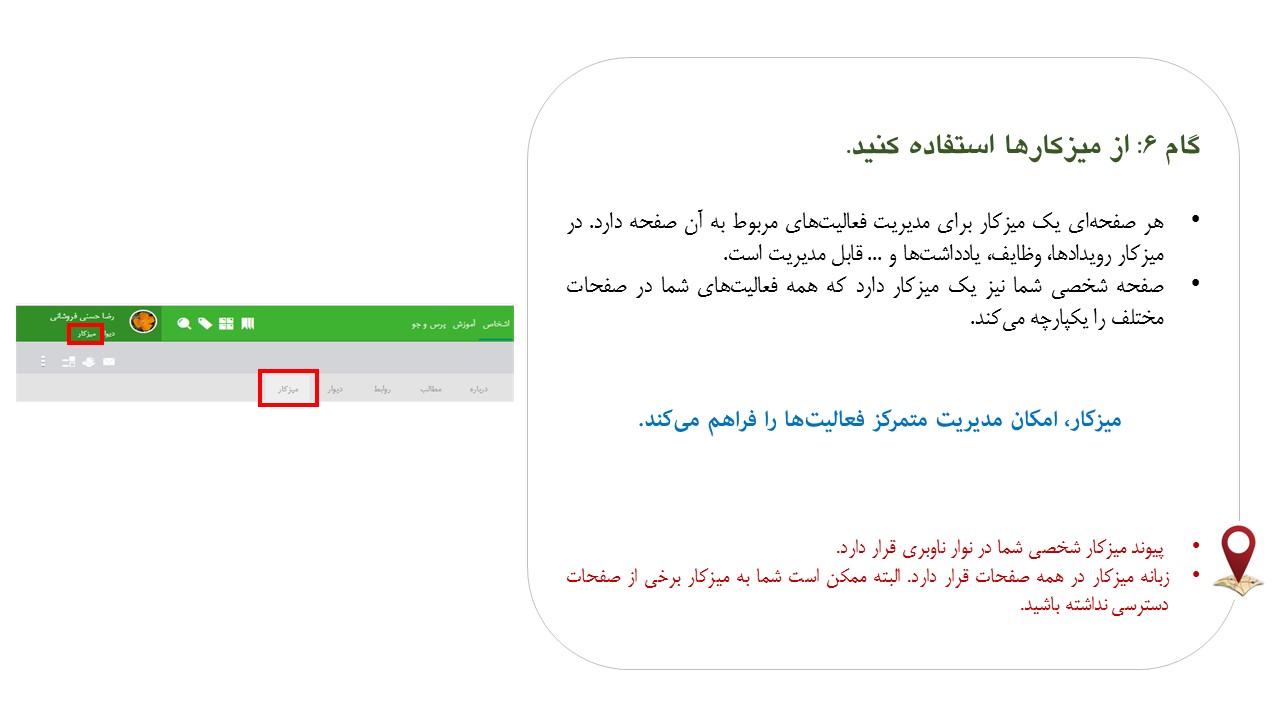 گام ۶: از میزکارها استفاده کنید.
• هر صفحه‌ای یک میزکار برای مدیریت فعالیت‌های مربوط به آن صفحه دارد. در
میزکار رویدادها، وظایف، یادداشت‌ها و ... قابل مدیریت است.
• صفحه شخصی شما نیز یک میزکار دارد که همه فعالیت‌های شما در صفحات
مختلف را یکپارچه می‌کند.
میزکار، امکان مدیریت متمرکز فعالیت‌ها را فراهم می‌کند.
• پیوند میزکار شخصی شما در نوار ناوبری قرار دارد.
• زبانه میزکار در همه صفحات قرار دارد. البته ممکن است شما به میزکار برخی از صفحات
دسترسی نداشته باشید.
اشخاص آموزش پرس و جو
رضا حسنی فروشانی
دیوار میزکار
درباره مطالب روابط دیوار میزکار